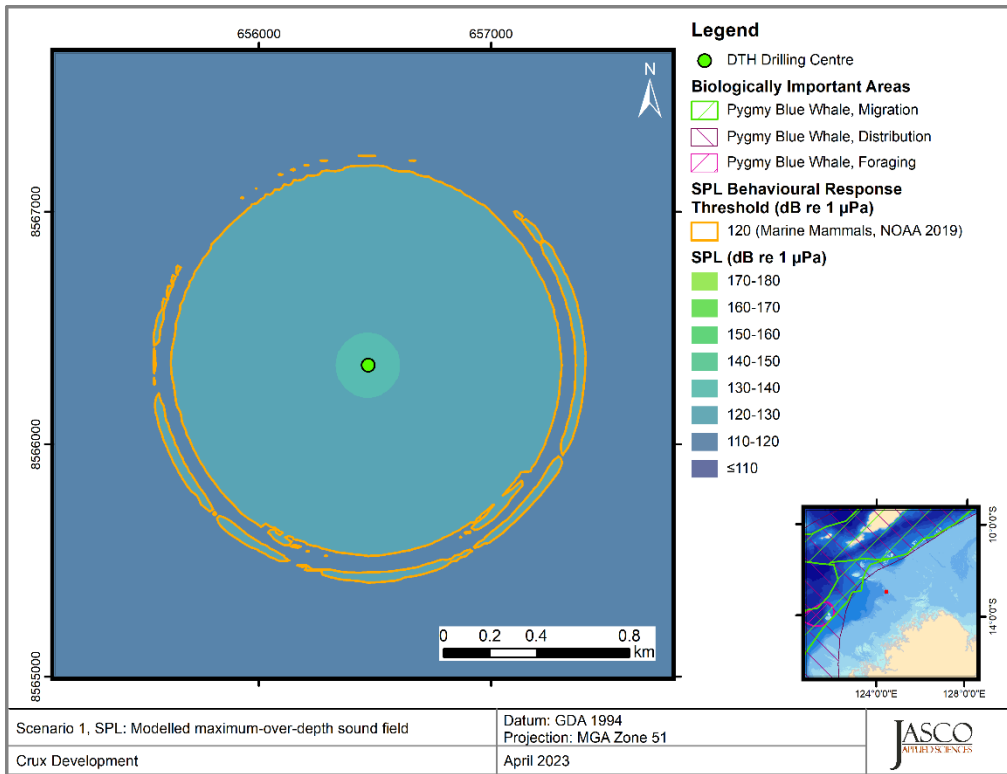 656000
657000
8567000
8566000
8565000
N
0 0.2 0.4 0.8
km
Legend
DTH Drilling Centre
Biologically Important Areas
Pygmy Blue Whale, Migration
Pygmy Blue Whale, Distribution
Pygmy Blue Whale, Foraging
SPL Behavioural Response
Threshold (dB re 1 µPa)
120 (Marine Mammals, NOAA 2019)
SPL (dB re 1 µPa)
170-180
160-170
150-160
140-150
130-140
120-130
110-120
≤110
10°0'0"S
14°0'0"S
124°0'0"E 128°0'0"E
Scenario 1, SPL: Modelled maximum-over-depth sound field
Datum: GDA 1994
Projection: MGA Zone 51
Crux Development
April 2023
JASCO
APPLIED SCIENCES